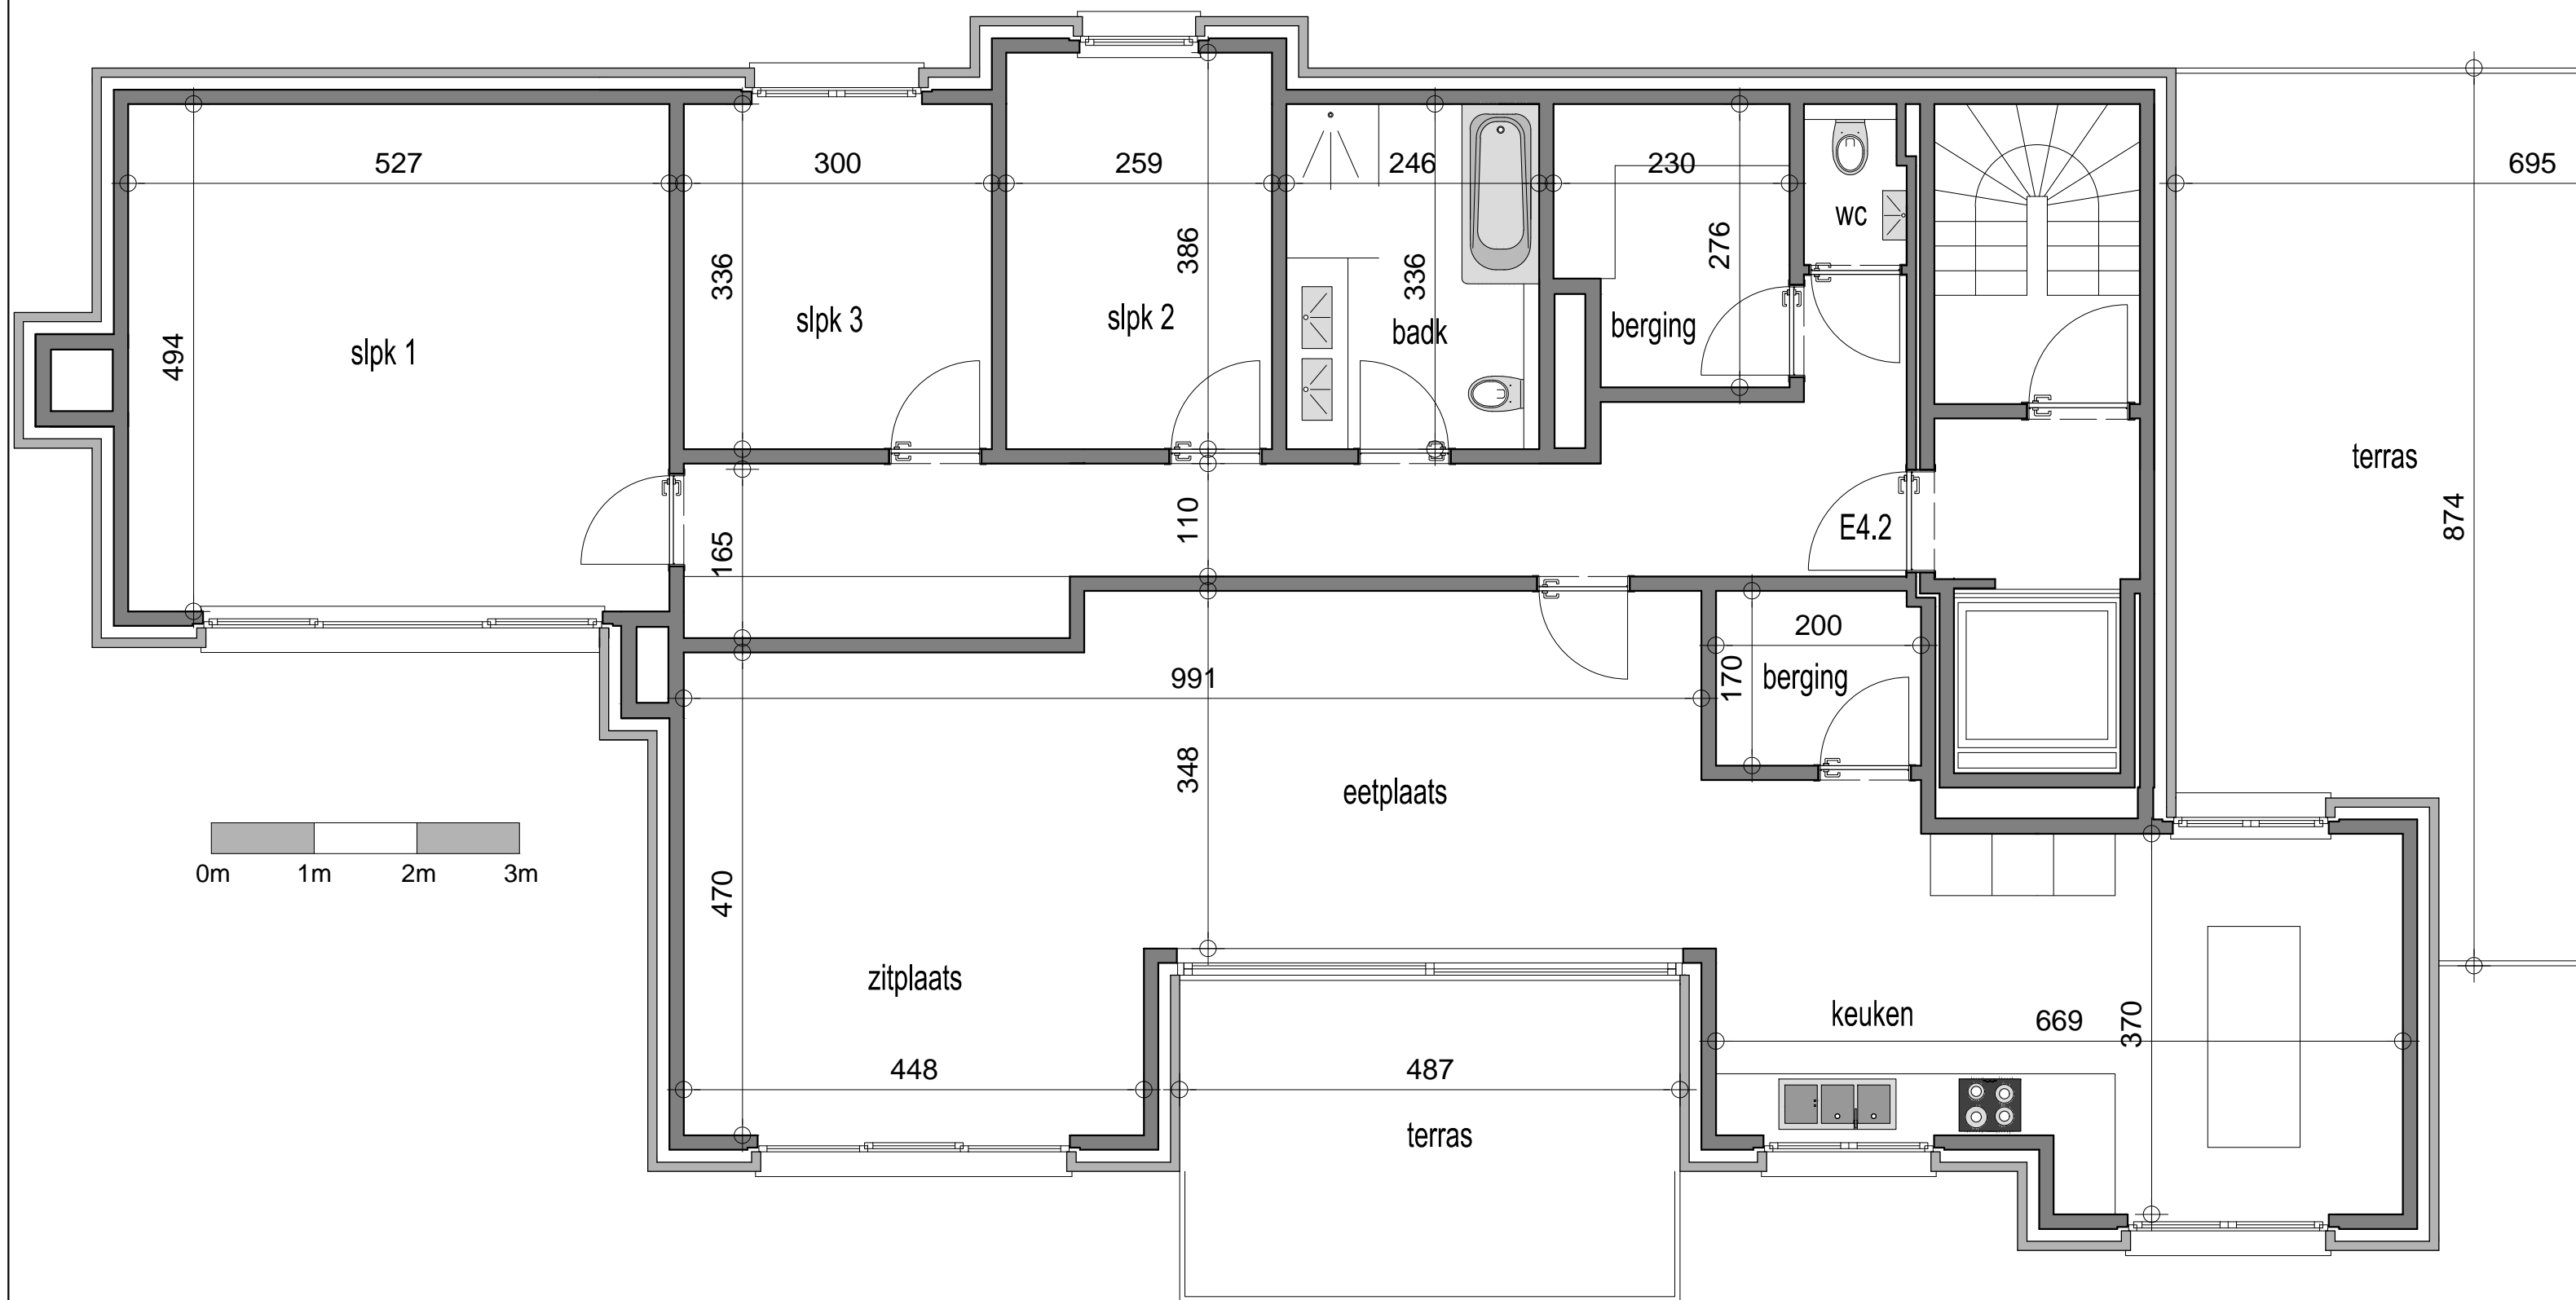 527
300
259
246
230
695
wc
386
336
336
276
494
slpk 1
slpk 3
slpk 2
badk
berging
terras
874
E4.2
110
165
200
170
berging
991
348
eetplaats
0m 1m 2m 3m
470
zitplaats
keuken
669
370
448
487
terras